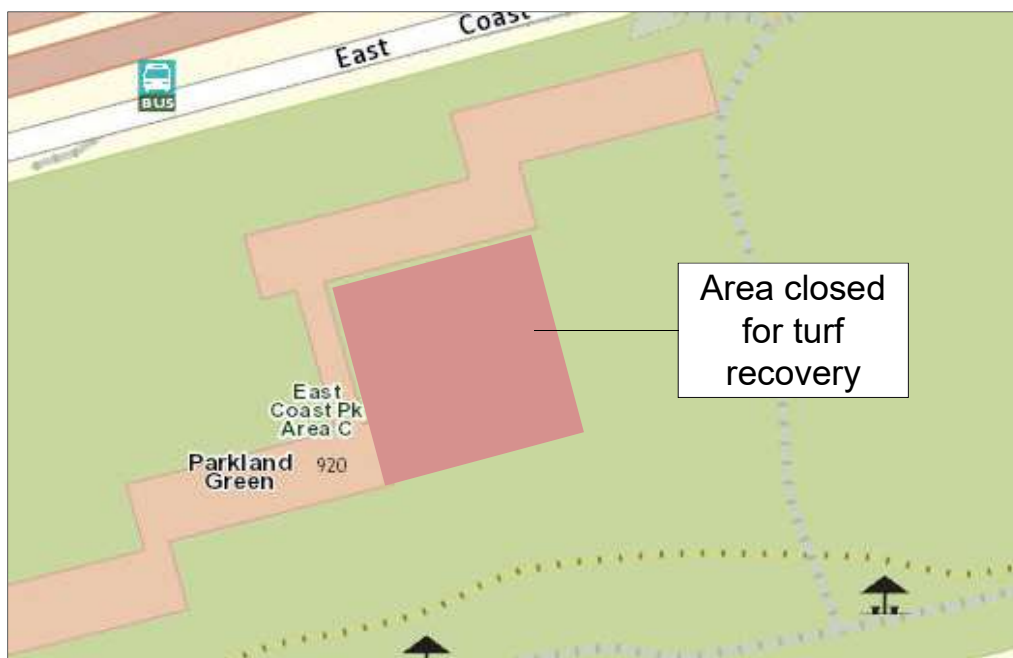 East Coast
BUS
Area closed
for turf
recovery
East
Coast Pk
Area C
Parkland
Green
920